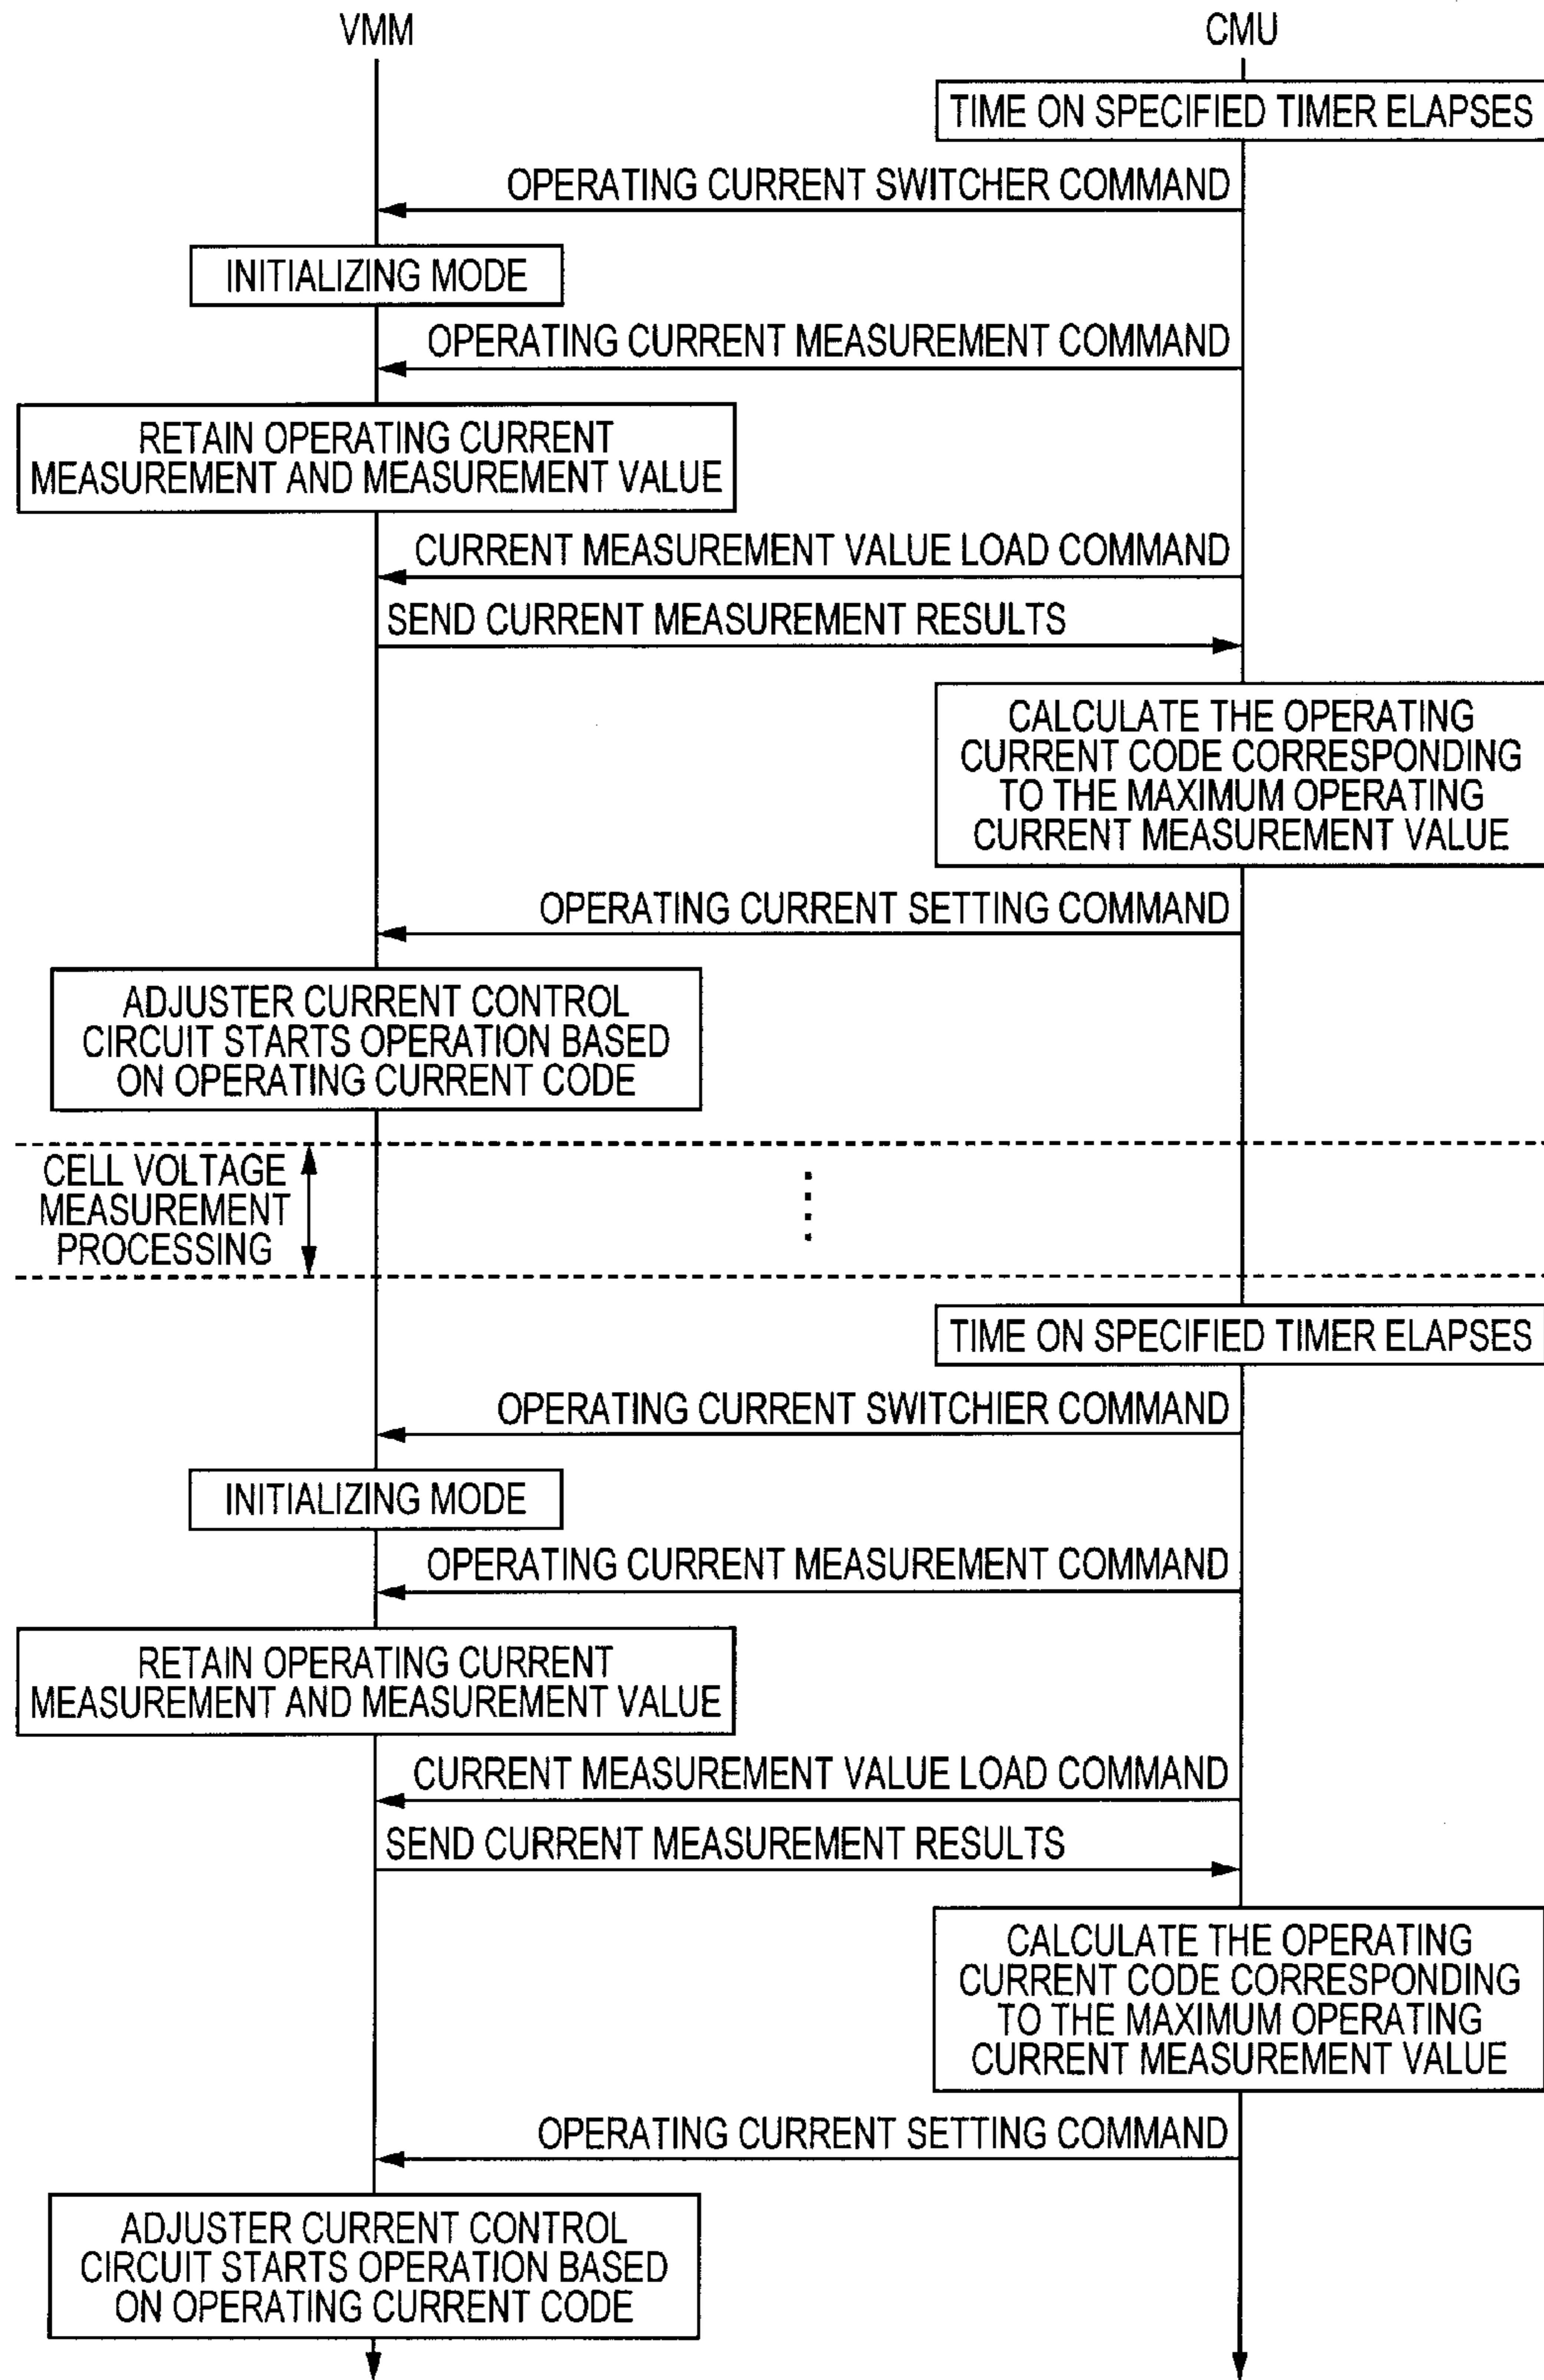 VMM
CMU
TIME ON SPECIFIED TIMER ELAPSES
OPERATING CURRENT SWITCHER COMMAND
INITIALIZING MODE
OPERATING CURRENT MEASUREMENT COMMAND
RETAIN OPERATING CURRENT
MEASUREMENT AND MEASUREMENT VALUE
CURRENT MEASUREMENT VALUE LOAD COMMAND
SEND CURRENT MEASUREMENT RESULTS
CALCULATE THE OPERATING
CURRENT CODE CORRESPONDING
TO THE MAXIMUM OPERATING
CURRENT MEASUREMENT VALUE
OPERATING CURRENT SETTING COMMAND
ADJUSTER CURRENT CONTROL
CIRCUIT STARTS OPERATION BASED
ON OPERATING CURRENT CODE
CELL VOLTAGE
MEASUREMENT
PROCESSING
TIME ON SPECIFIED TIMER ELAPSES
OPERATING CURRENT SWITCHIER COMMAND
INITIALIZING MODE
OPERATING CURRENT MEASUREMENT COMMAND
RETAIN OPERATING CURRENT
MEASUREMENT AND MEASUREMENT VALUE
CURRENT MEASUREMENT VALUE LOAD COMMAND
SEND CURRENT MEASUREMENT RESULTS
CALCULATE THE OPERATING
CURRENT CODE CORRESPONDING
TO THE MAXIMUM OPERATING
CURRENT MEASUREMENT VALUE
OPERATING CURRENT SETTING COMMAND
ADJUSTER CURRENT CONTROL
CIRCUIT STARTS OPERATION BASED
ON OPERATING CURRENT CODE